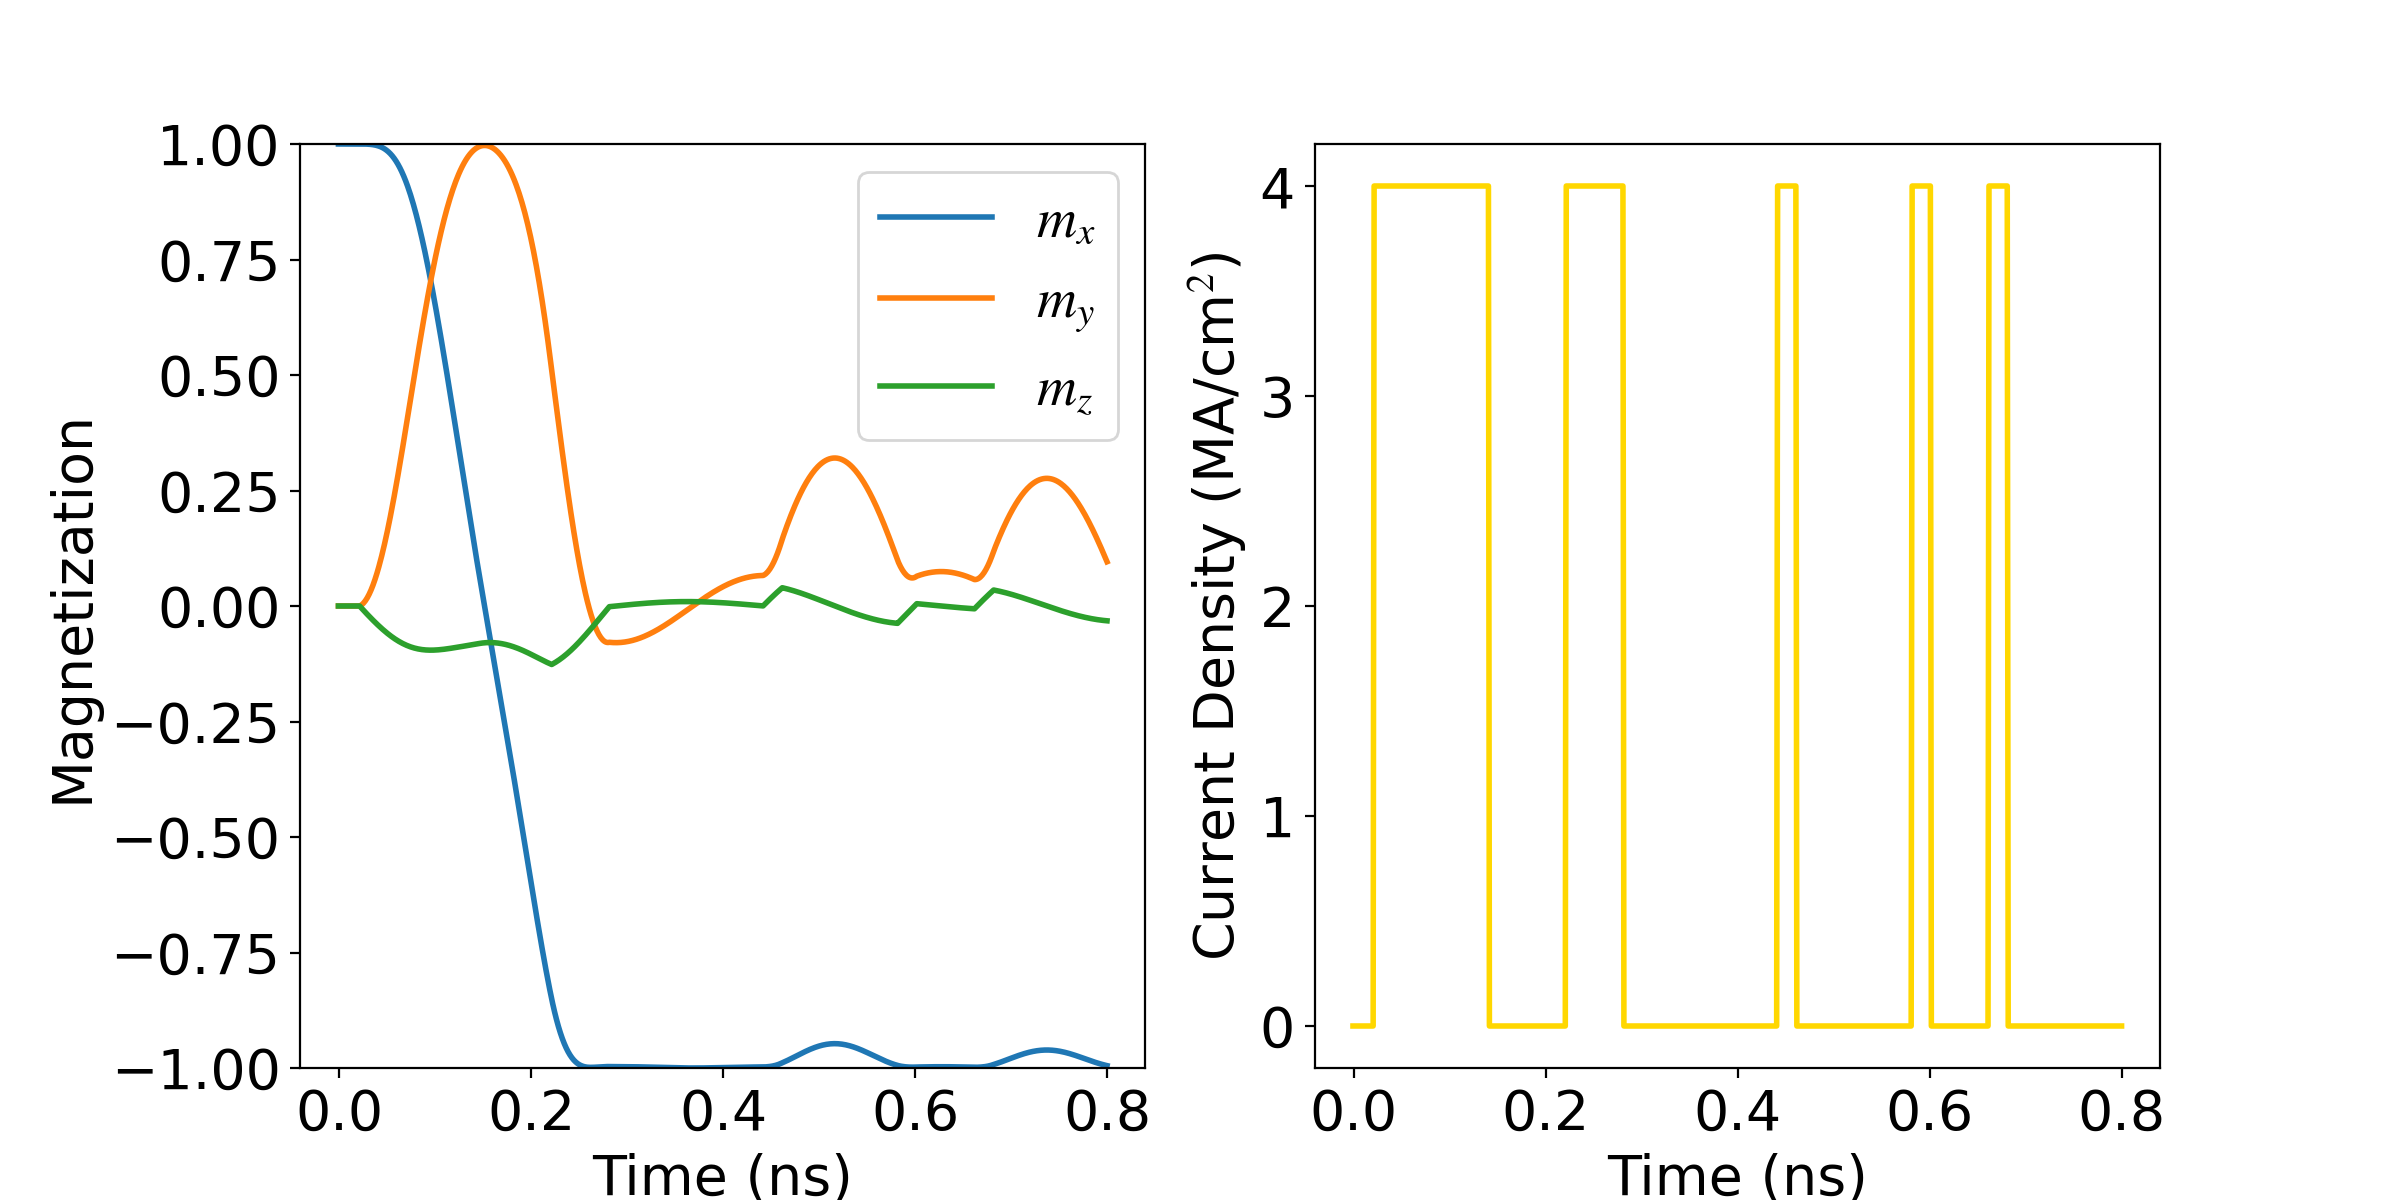 Magnetization
1.00
0.75
0.50
0.25
0.00
−0.25
−0.50
−0.75
−1.00
0.0 0.2 0.4 0.6 0.8
Time (ns)
m_x
m_y
m_z
Current Density (MA/cm²)
4
3
2
1
0
0.0 0.2 0.4 0.6 0.8
Time (ns)